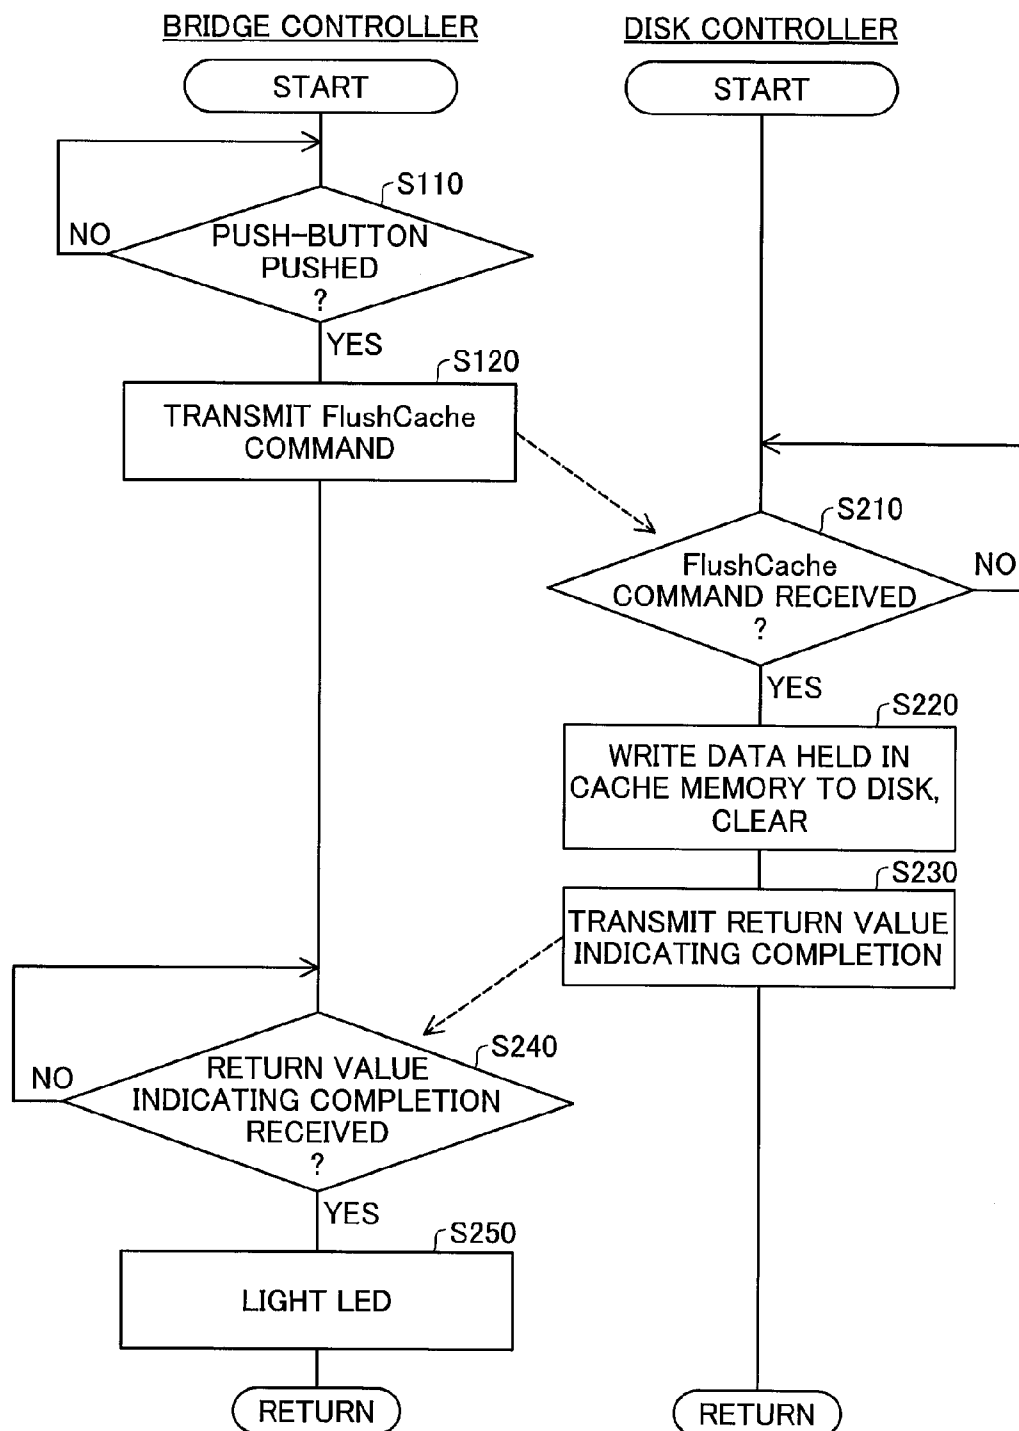 BRIDGE CONTROLLER
START
S110
NO
PUSH-BUTTON
PUSHED
?
YES
S120
TRANSMIT FlushCache
COMMAND
DISK CONTROLLER
START
S210
FlushCache
COMMAND RECEIVED
?
NO
YES
S220
WRITE DATA HELD IN
CACHE MEMORY TO DISK,
CLEAR
S230
TRANSMIT RETURN VALUE
INDICATING COMPLETION
S240
NO
RETURN VALUE
INDICATING COMPLETION
RECEIVED
?
YES
S250
LIGHT LED
RETURN
RETURN